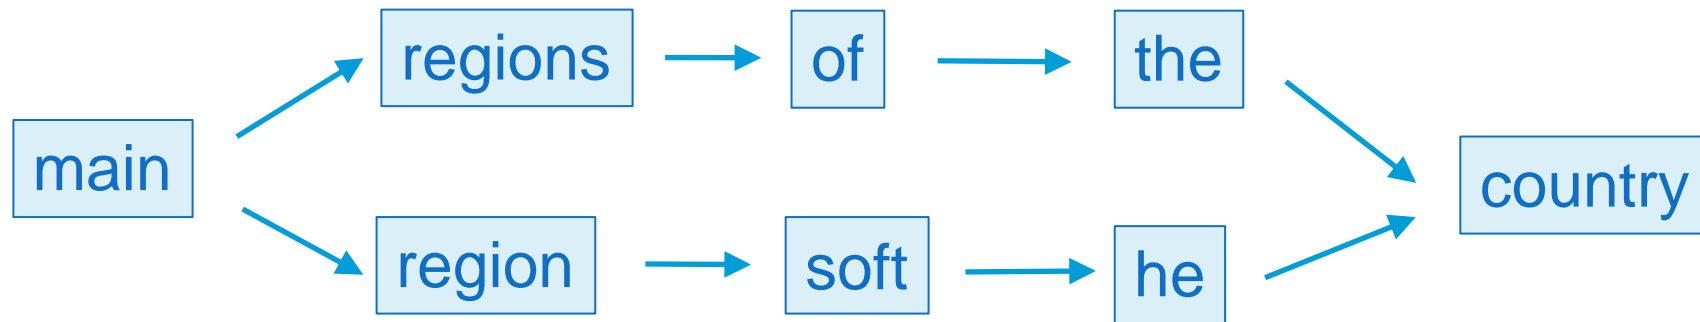 regions of the
main
country
region soft he